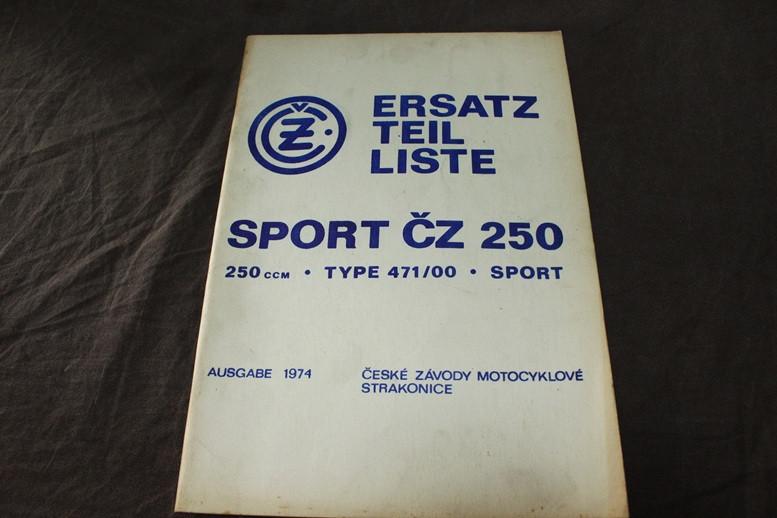 ČZ
ERSATZ
TEIL
LISTE
SPORT ČZ 250
250 CCM • TYPE 471/00 • SPORT
AUSGABE 1974
ČESKÉ ZÁVODY MOTOCYKLOVÉ
STRAKONICE